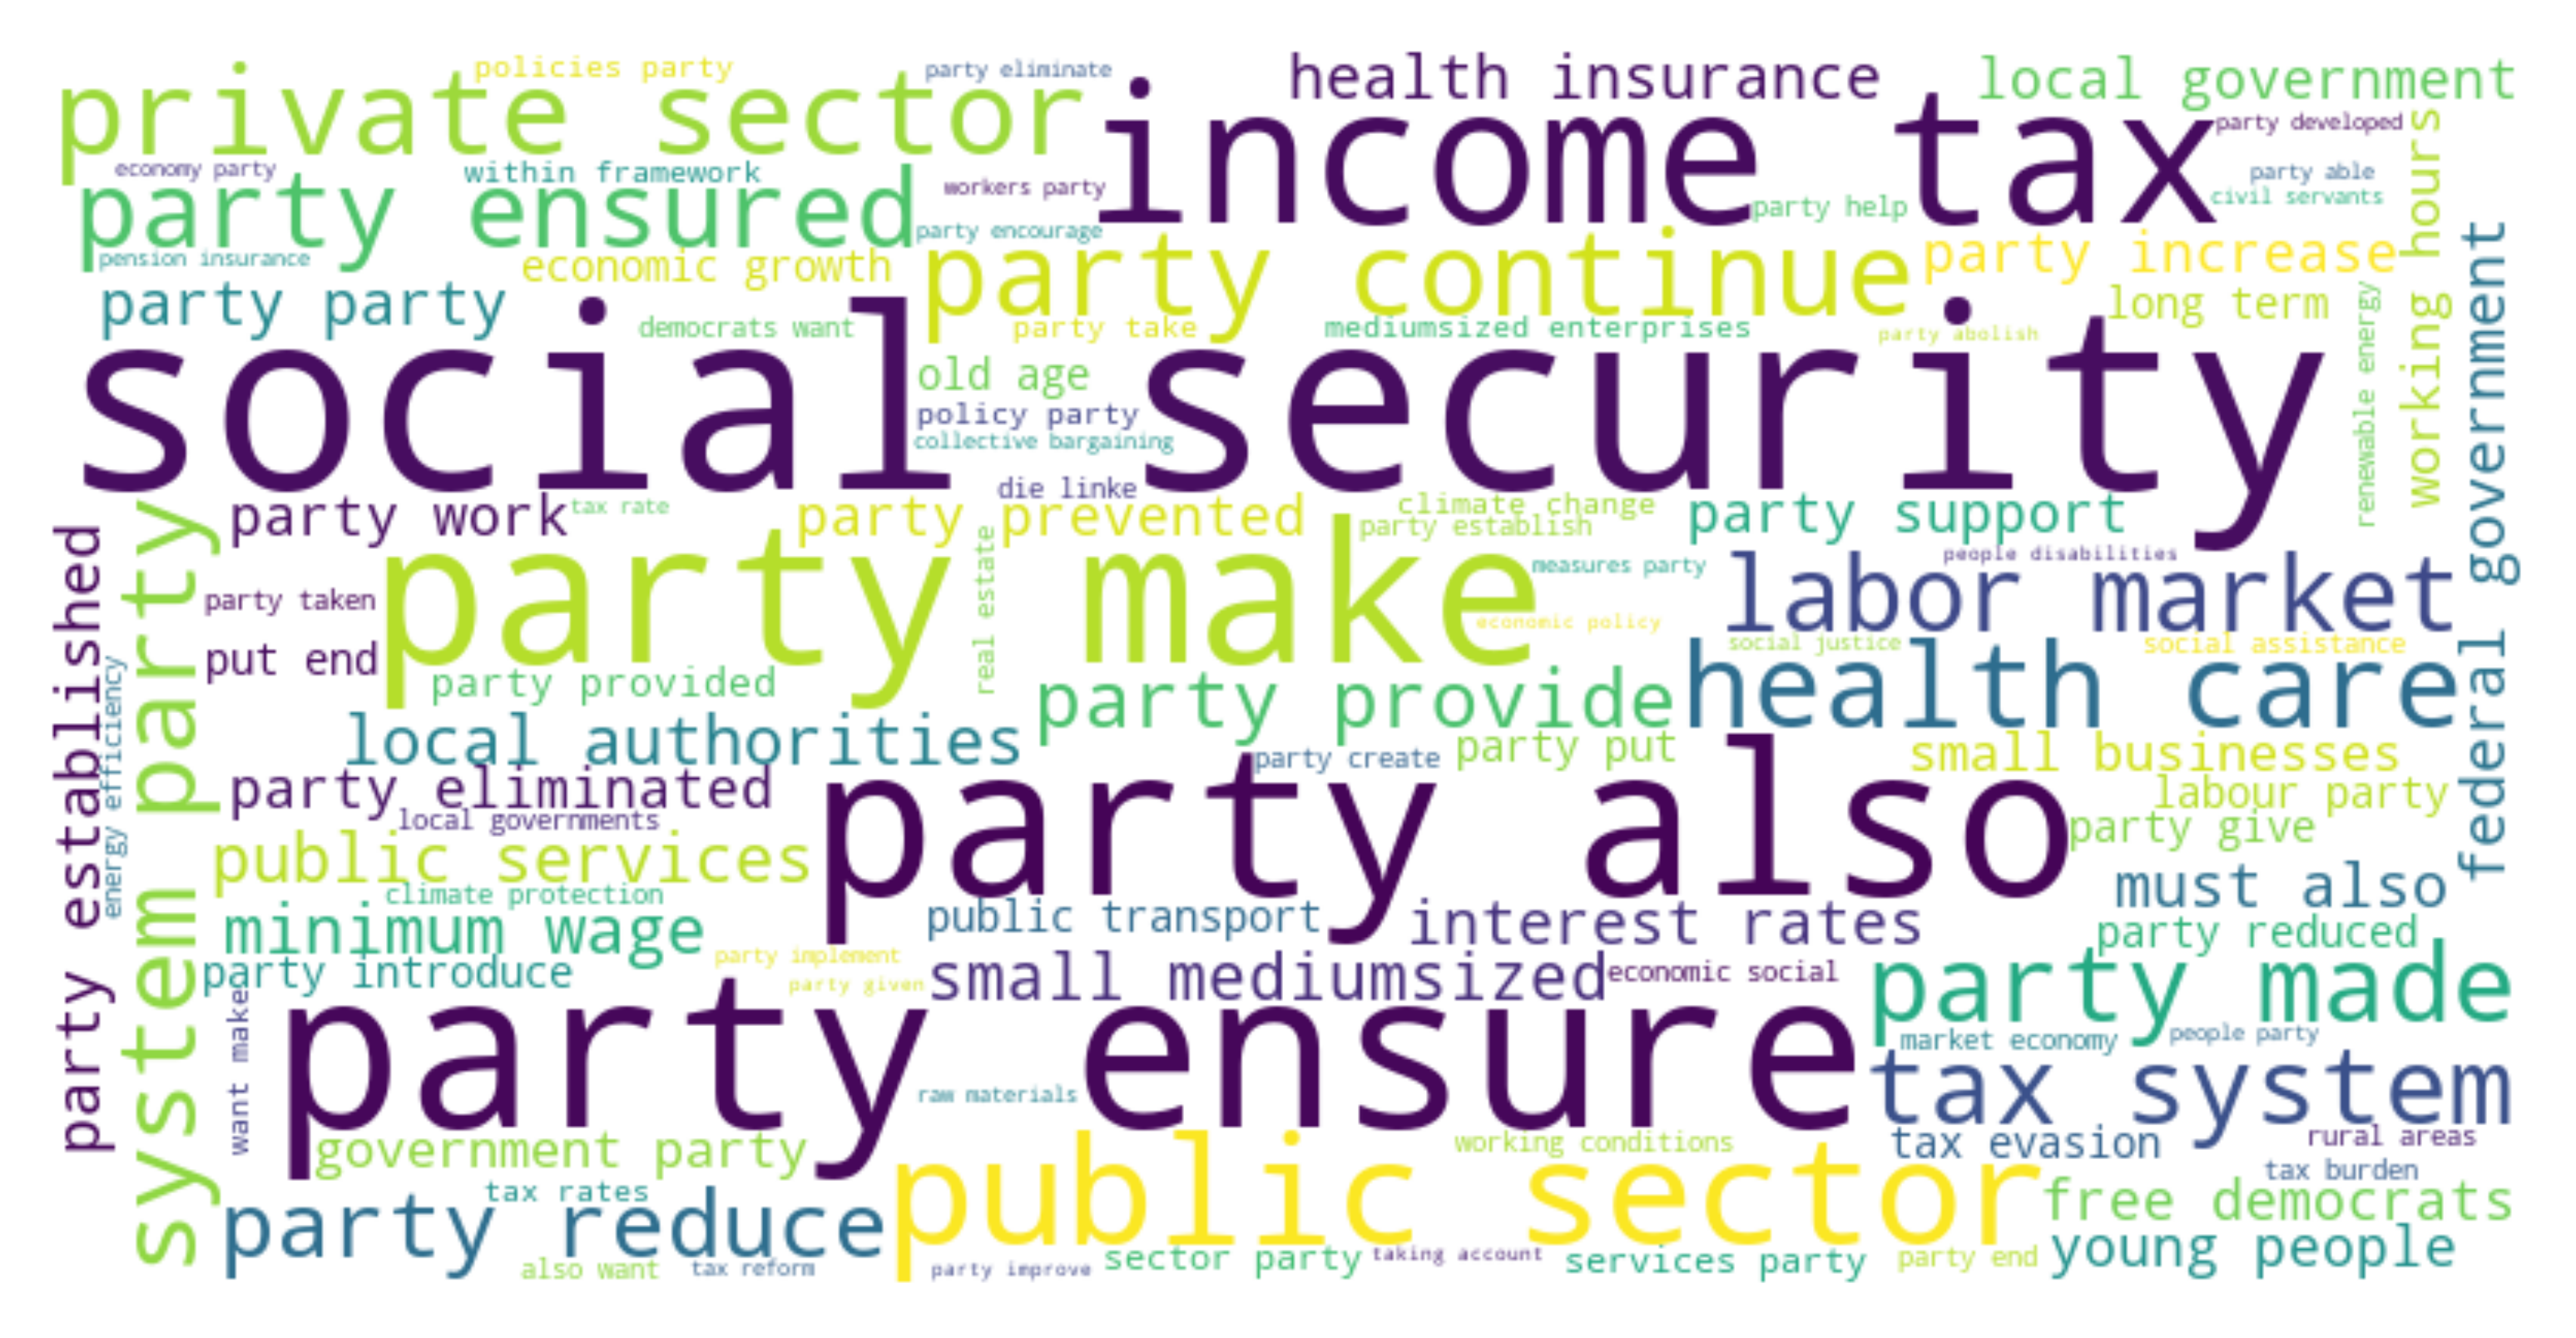 policies party
party eliminate
health insurance
local government
private sector
income tax
party developed
economy party
within framework
workers party
party able
civil servants
party ensured
party help
party encourage
working hours
pension insurance
economic growth
party continue
party increase
federal government
party party
democrats want
party take
mediumsized enterprises
party abolish
long term
renewable energy
social security
old age
policy party
collective bargaining
die linke
party work
tax rate
party prevented
climate change
party establish
party support
party established
system party
party make
real estate
measures party
people disabilities
labor market
party taken
economic policy
put end
social justice
social assistance
health care
energy efficiency
party provided
party provide
local authorities
party create
party put
small businesses
party eliminated
labour party
local governments
party also
party give
public services
climate protection
must also
minimum wage
public transport
interest rates
party reduced
party introduce
party implement
party given
small mediumsized
economic social
party made
want make
party ensure
market economy
people party
raw materials
tax system
government party
working conditions
tax evasion
rural areas
tax burden
tax rates
public sector
free democrats
party reduce
also want
tax reform
party improve
sector party
taking account
services party
party end
young people